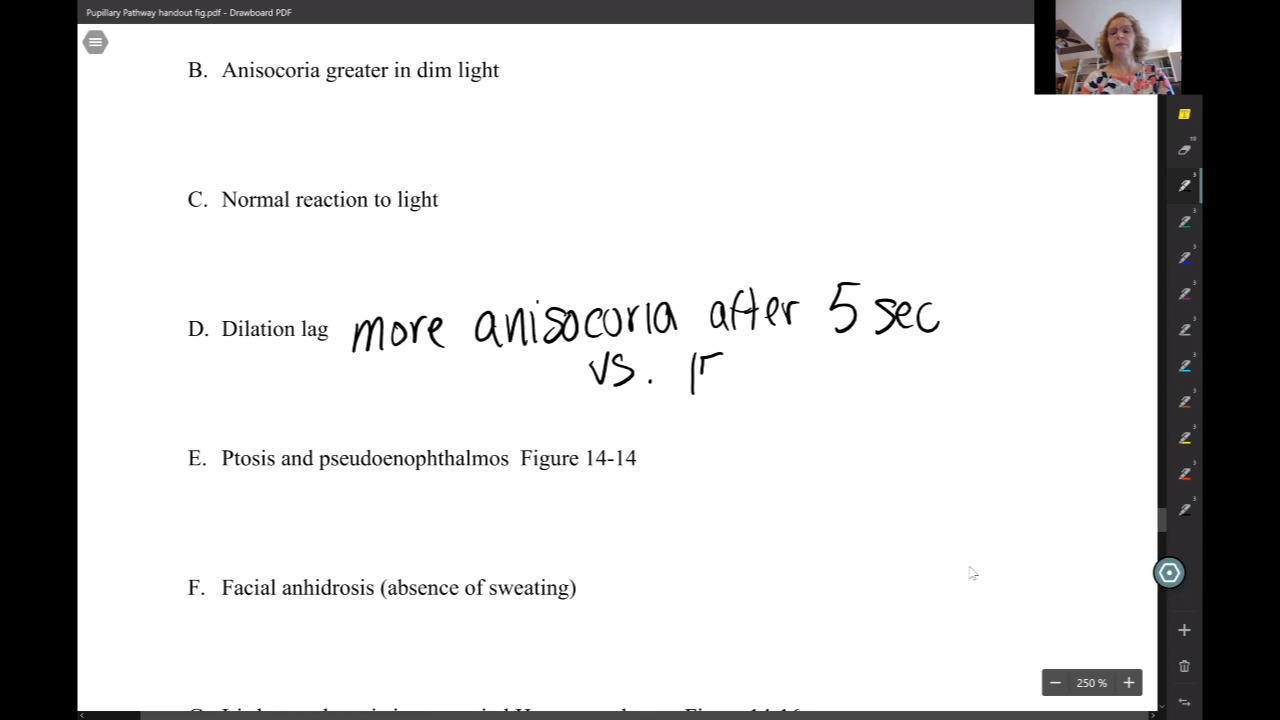 Pupillary Pathway handout fig.pdf - Drawboard PDF
B. Anisocoria greater in dim light
C. Normal reaction to light
D. Dilation lag more anisocoria after 5 sec
vs.
E. Ptosis and pseudoenophthalmos Figure 14-14
F. Facial anhidrosis (absence of sweating)
250 %